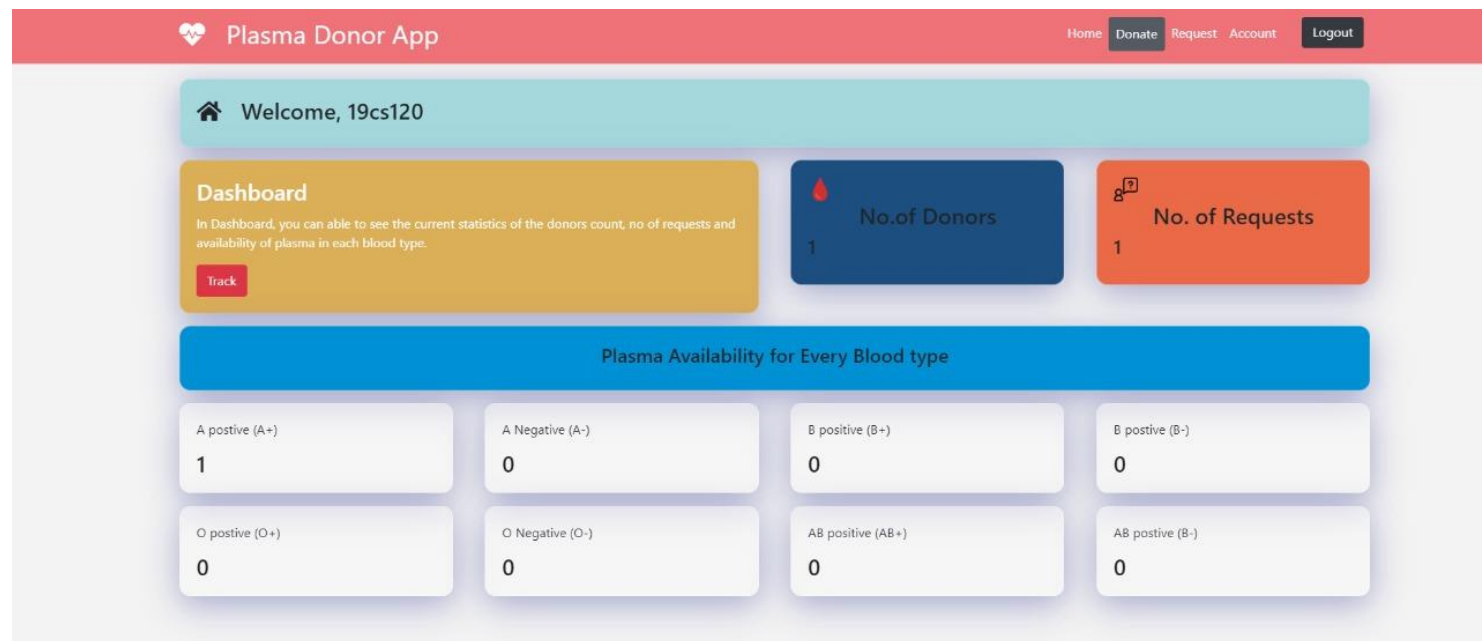 Plasma Donor App
Home Donate Request Account Logout
Welcome, 19cs120
Dashboard
In Dashboard, you can able to see the current statistics of the donors count, no of requests and
availability of plasma in each blood type.
Track
No.of Donors
1
?
No. of Requests
1
Plasma Availability for Every Blood type
A postive (A+)
1
A Negative (A-)
0
B positive (B+)
0
B postive (B-)
0
O postive (O+)
0
O Negative (O-)
0
AB positive (AB+)
0
AB postive (B-)
0